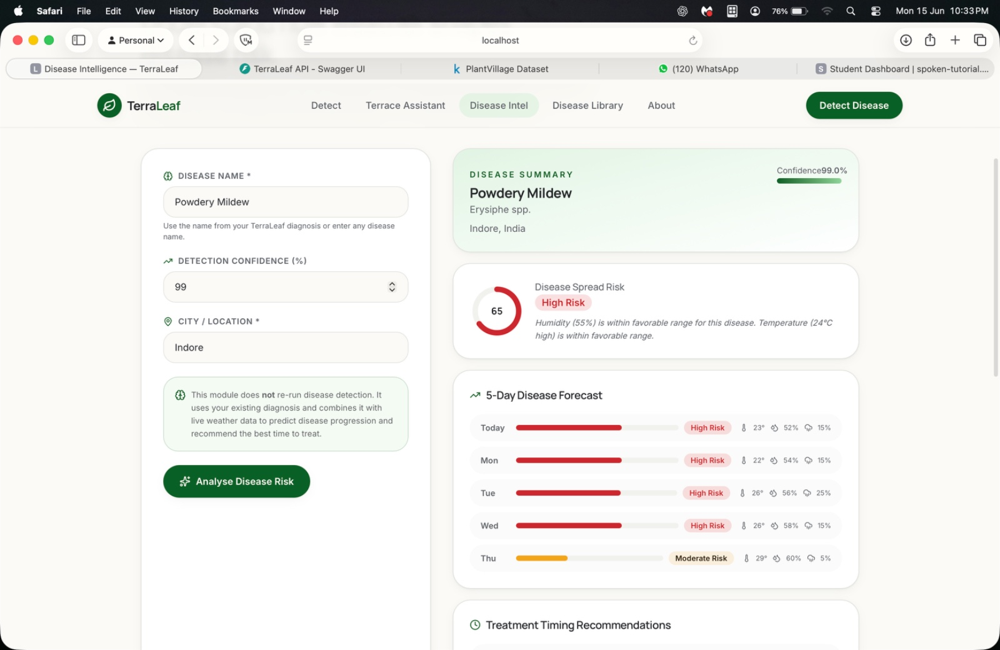 Safari File Edit View History Bookmarks Window Help 76% Mon 15 Jun 10:33 PM
Personal localhost
L Disease Intelligence — TerraLeaf TerraLeaf API - Swagger UI k PlantVillage Dataset (120) WhatsApp S Student Dashboard | spoken-tutorial....
TerraLeaf Detect Terrace Assistant Disease Intel Disease Library About Detect Disease
DISEASE NAME *
Powdery Mildew
Use the name from your TerraLeaf diagnosis or enter any disease
name.
DETECTION CONFIDENCE (%)
99
CITY / LOCATION *
Indore
This module does not re-run disease detection. It
uses your existing diagnosis and combines it with
live weather data to predict disease progression and
recommend the best time to treat.
Analyse Disease Risk
DISEASE SUMMARY
Confidence99.0%
Powdery Mildew
Erysiphe spp.
Indore, India
65
Disease Spread Risk
High Risk
Humidity (55%) is within favorable range for this disease. Temperature (24°C
high) is within favorable range.
5-Day Disease Forecast
Today High Risk 23° 52% 15%
Mon High Risk 22° 54% 15%
Tue High Risk 26° 56% 25%
Wed High Risk 26° 58% 15%
Thu Moderate Risk 29° 60% 5%
Treatment Timing Recommendations